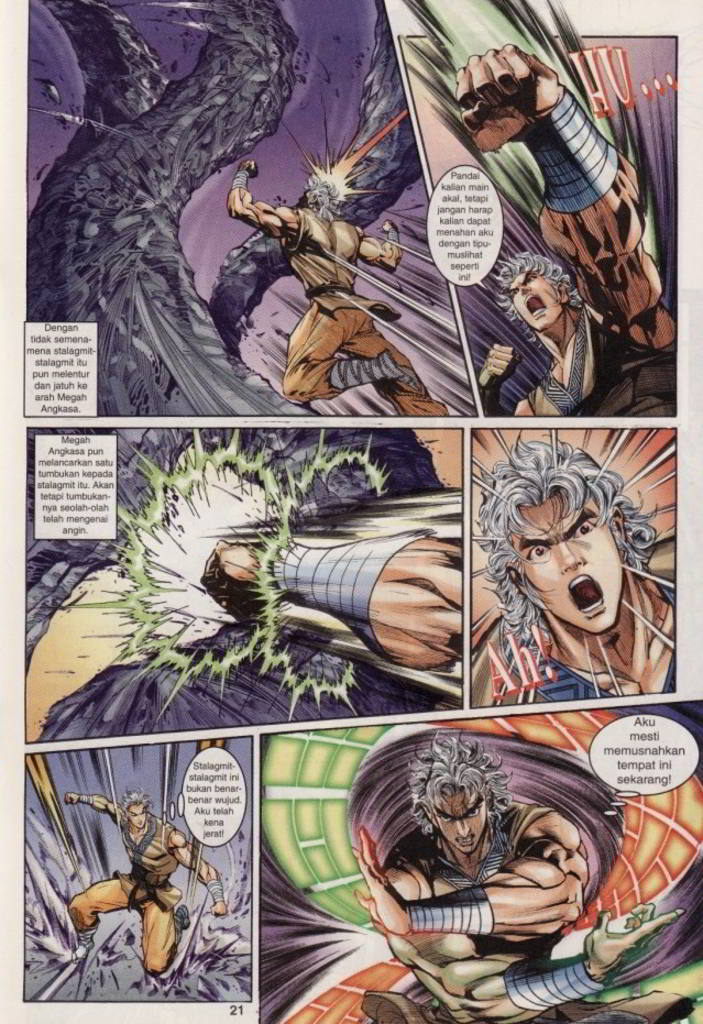 HU...
Pandai
kalian main
akal, tetapi
jangan harap
kalian dapat
menahan aku
dengan tipu-
muslihat
seperti
ini!
Dengan
tidak semena-
mena stalagmit-
stalagmit itu
pun melentur
dan jatuh ke
arah Megah
Angkasa.
Megah
Angkasa pun
melancarkan satu
tumbukan kepada
stalagmit itu. Akan
tetapi tumbukan-
nya seolah-olah
telah mengenai
angin.
Ah!
Stalagmit-
stalagmit ini
bukan benar-
benar wujud.
Aku telah
kena
jerat!
Aku
mesti
memusnahkan
tempat ini
sekarang!
21